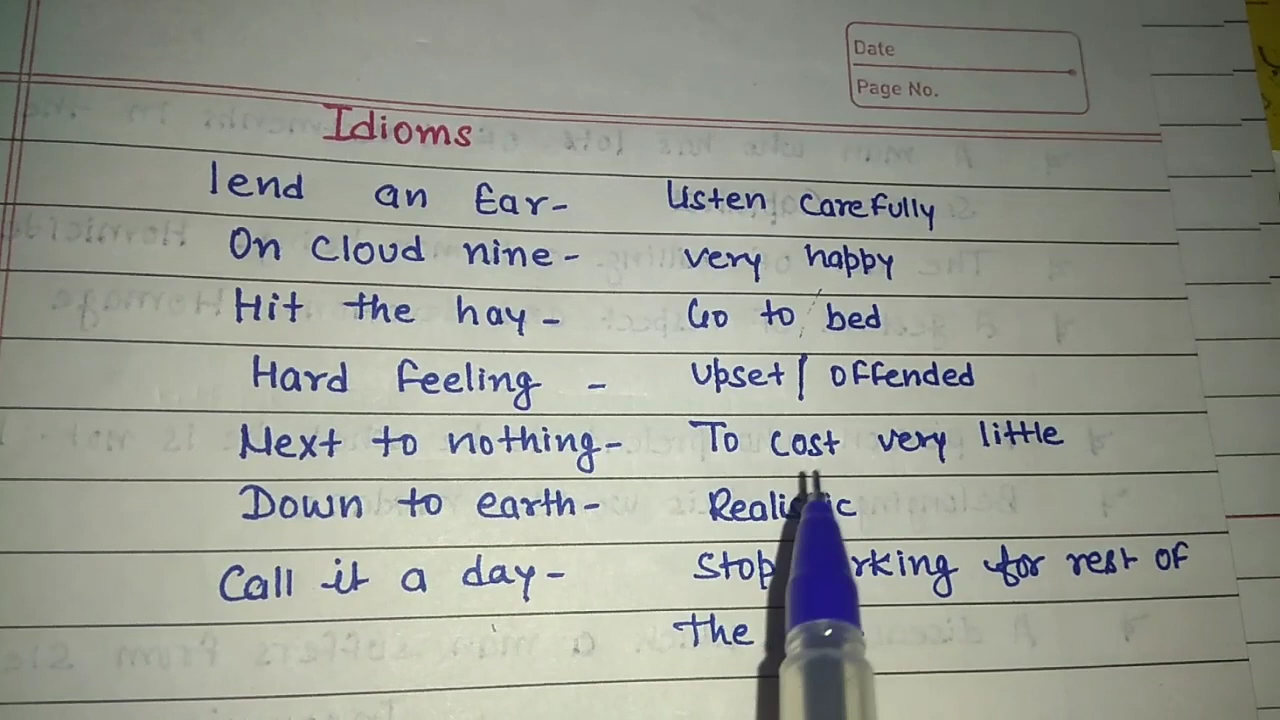 Date
Page No.
Idioms
lend an Ear- Listen Carefully
On Cloud nine- very happy
Hit the hay- Go to bed
Hard feeling - Upset/ offended
Next to nothing- To cost very little
Down to earth- Realistic
Call it a day- Stop for rest of
the